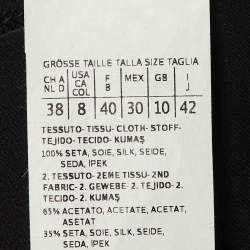 GRÖSSE TAILLE TALLA SIZE TAGLIA
CH A USA F MEX GB I
NL D CA CO B J
38 8 40 30 10 42
TESSUTO-TISSU-CLOTH-STOFF-
TEJIDO-TECIDO-KUMAŞ
100% SETA, SOIE, SILK, SEIDE,
SEDA, İPEK
2. TESSUTO-2EME TISSU-2ND
FABRIC-2. GEWEBE-2. TEJIDO-2.
TECIDO-2. KUMAŞ
65% ACETATO, ACETATE, ACETAT,
ASETAT
35% SETA, SOIE, SILK, SEIDE,
SEDA, İPEK